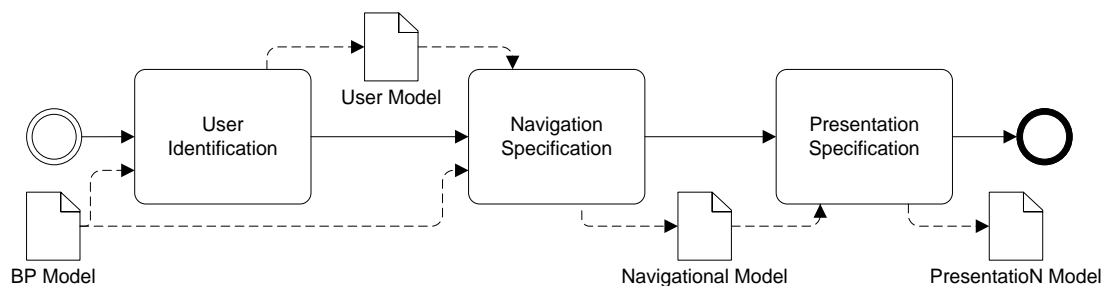 User Model
User
Identification
Navigation
Specification
Presentation
Specification
BP Model
Navigational Model
PresentatioN Model